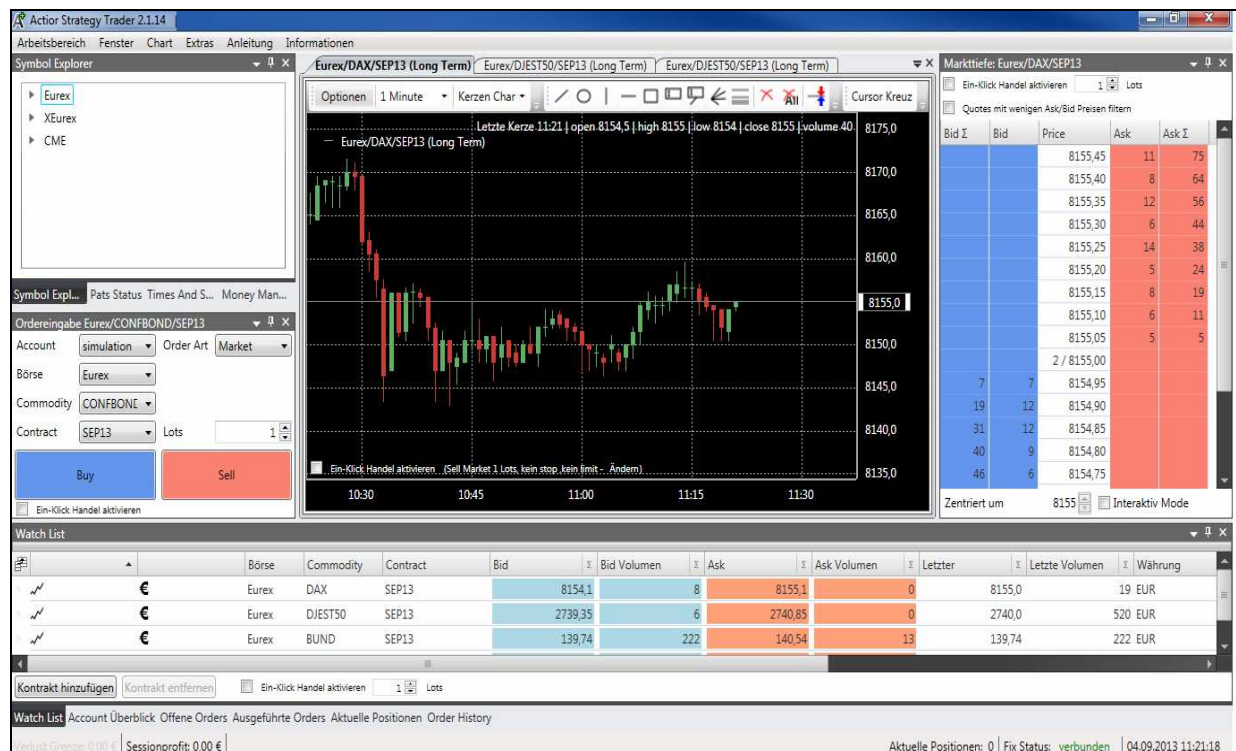 Actior Strategy Trader 2.1.14
Arbeitsbereich Fenster Chart Extras Anleitung Informationen
Symbol Explorer
Eurex
XEurex
CME
Symbol Expl... Pats Status Times And S... Money Man...
Ordereingabe Eurex/CONFBOND/SEP13
Account simulation Order Art Market
Börse Eurex
Commodity CONFBONE
Contract SEP13 Lots 1
Buy Sell
Ein-Klick Handel aktivieren
Eurex/DAX/SEP13 (Long Term) Eurex/DJEST50/SEP13 (Long Term) Eurex/DJEST50/SEP13 (Long Term)
Optionen 1 Minute Kerzen Char All Cursor Kreuz
Letzte Kerze 11:21 | open 8154,5 | high 8155 | low 8154 | close 8155 | volume 40
Eurex/DAX/SEP13 (Long Term)
8175,0
8170,0
8165,0
8160,0
8155,0
8150,0
8145,0
8140,0
8135,0
Ein-Klick Handel aktivieren (Sell Market 1 Lots, kein stop ,kein limit - Ändern)
10:30 10:45 11:00 11:15 11:30
Markttiefe: Eurex/DAX/SEP13
Ein-Klick Handel aktivieren 1 Lots
Quotes mit wenigen Ask/Bid Preisen filtern
Bid Σ Bid Price Ask Ask Σ
8155,45 11 75
8155,40 8 64
8155,35 12 56
8155,30 6 44
8155,25 14 38
8155,20 5 24
8155,15 8 19
8155,10 6 11
8155,05 5 5
2 / 8155,00
7 7 8154,95
19 12 8154,90
31 12 8154,85
40 9 8154,80
46 6 8154,75
Zentriert um 8155 Interaktiv Mode
Watch List
Börse Commodity Contract Bid Σ Bid Volumen Σ Ask Σ Ask Volumen Σ Letzter Σ Letzte Volumen Σ Währung
€ Eurex DAX SEP13 8154,1 8 8155,1 0 8155,0 19 EUR
€ Eurex DJEST50 SEP13 2739,35 6 2740,85 0 2740,0 520 EUR
€ Eurex BUND SEP13 139,74 222 140,54 13 139,74 222 EUR
Kontrakt hinzufügen Kontrakt entfernen Ein-Klick Handel aktivieren 1 Lots
Watch List Account Überblick Offene Orders Ausgeführte Orders Aktuelle Positionen Order History
Verlust Grenze: 0.00 € Sessionprofit: 0.00 € Aktuelle Positionen: 0 Fix Status: verbunden 04.09.2013 11:21:18